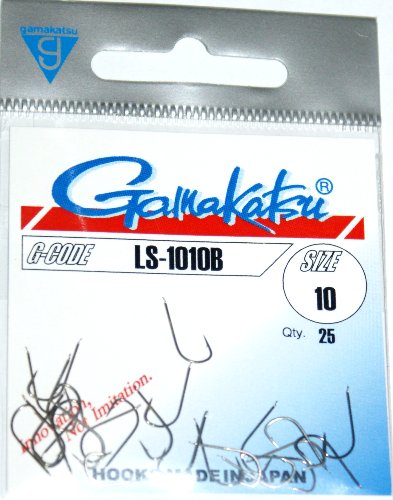 gamakatsu
Gamakatsu®
G-CODE LS-1010B SIZE
10
Qty. 25
Innovation,
Not Imitation.
HOOKS MADE IN JAPAN